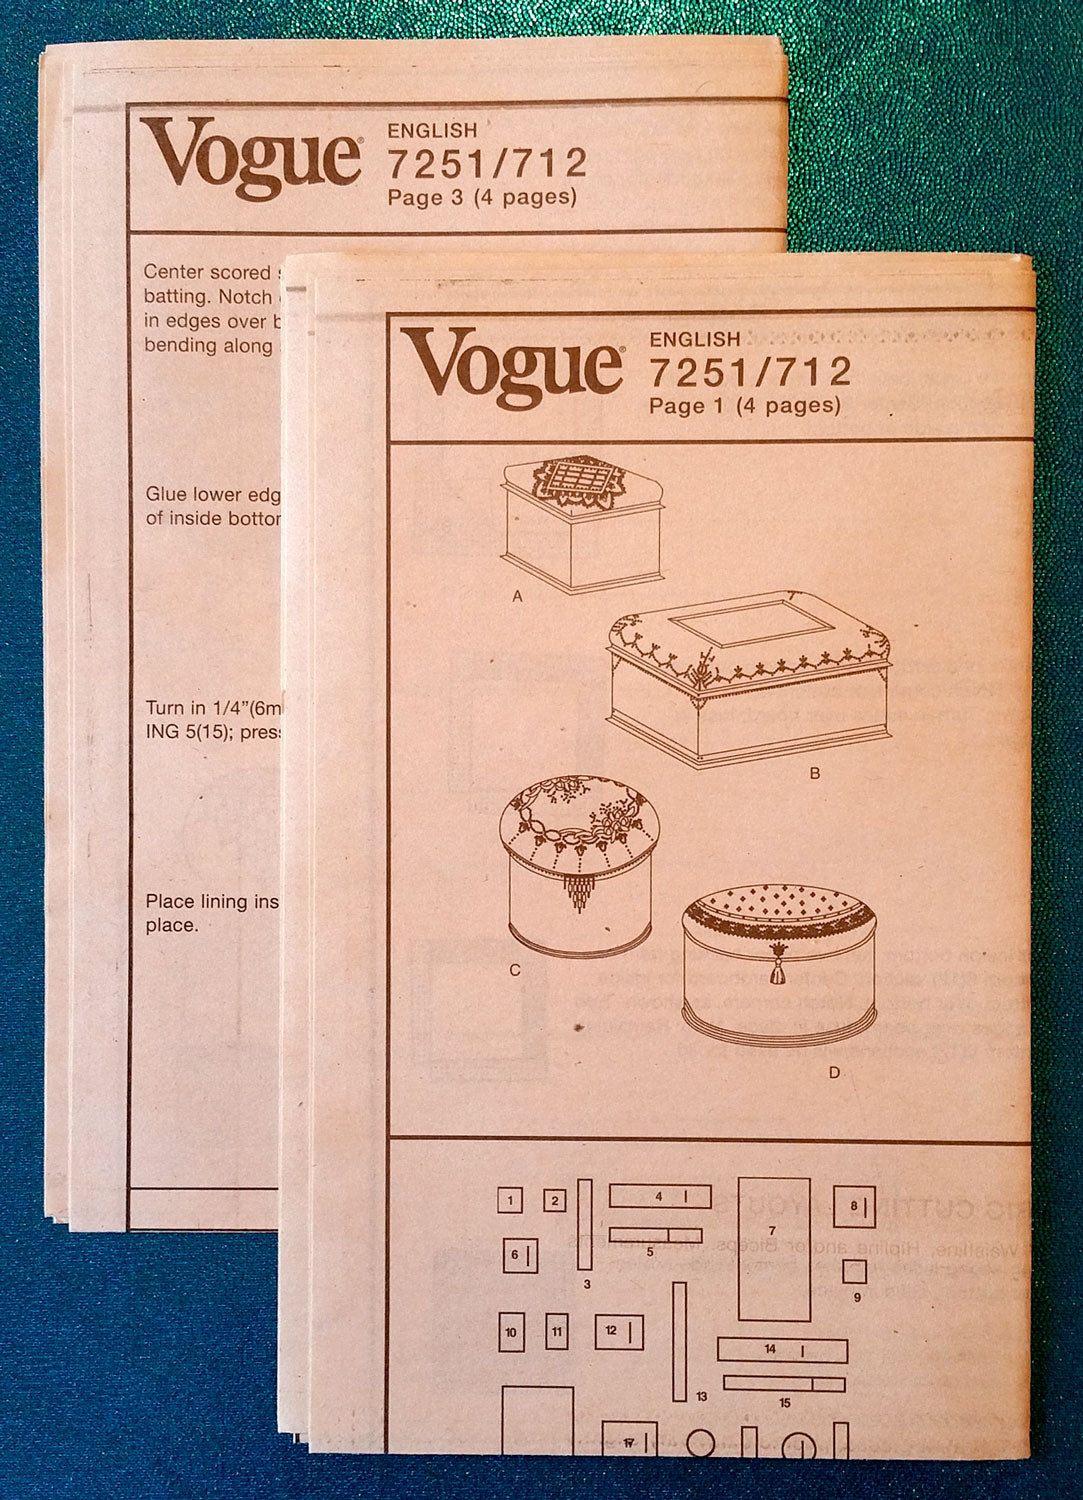 Vogue®
ENGLISH
7251/712
Page 3 (4 pages)
Center scored
batting. Notch
in edges over
bending along
Glue lower edg
of inside bottor
Turn in 1/4"(6m
ING 5(15); press
Place lining ins
place.
Vogue®
ENGLISH
7251/712
Page 1 (4 pages)
A
B
C
D
1
2
3
4
5
6
7
8
9
10
11
12
13
14
15
17